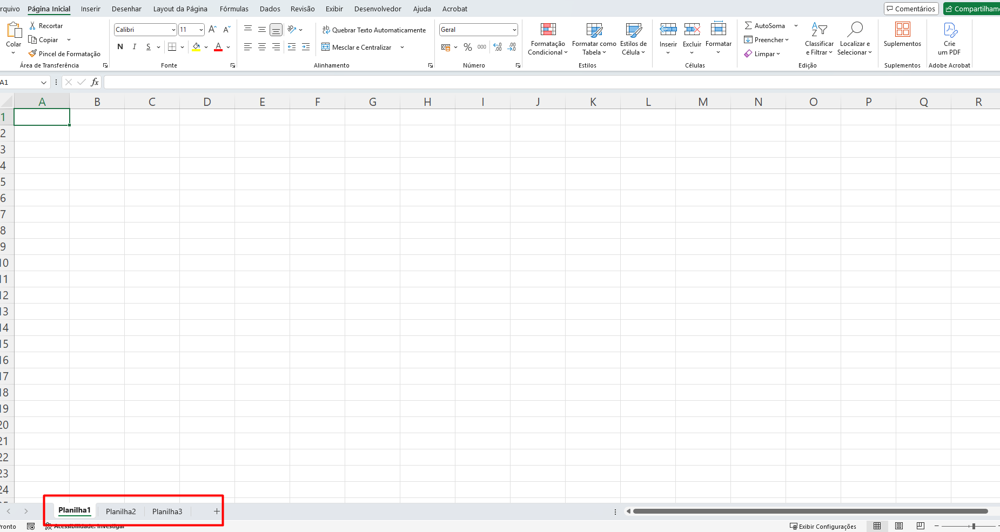 rquivo Página Inicial Inserir Desenhar Layout da Página Fórmulas Dados Revisão Exibir Desenvolvedor Ajuda Acrobat Comentários Compartilham
Colar
Recortar
Copiar
Pincel de Formatação
Área de Transferência
Calibri 11
N I S
Fonte
Quebrar Texto Automaticamente
Mesclar e Centralizar
Alinhamento
Geral
% 000
Número
Formatação
Condicional
Formatar como
Tabela
Estilos de
Célula
Estilos
Inserir
Excluir
Formatar
Células
AutoSoma
Preencher
Limpar
Classificar
e Filtrar
Localizar e
Selecionar
Edição
Suplementos
Suplementos
Crie
um PDF
Adobe Acrobat
A1 fx
A B C D E F G H I J K L M N O P Q R
1
2
3
4
5
6
7
8
9
10
11
12
13
14
15
16
17
18
19
20
21
22
23
24
Planilha1 Planilha2 Planilha3 +
Pronto Acessibilidade: Investigar Exibir Configurações